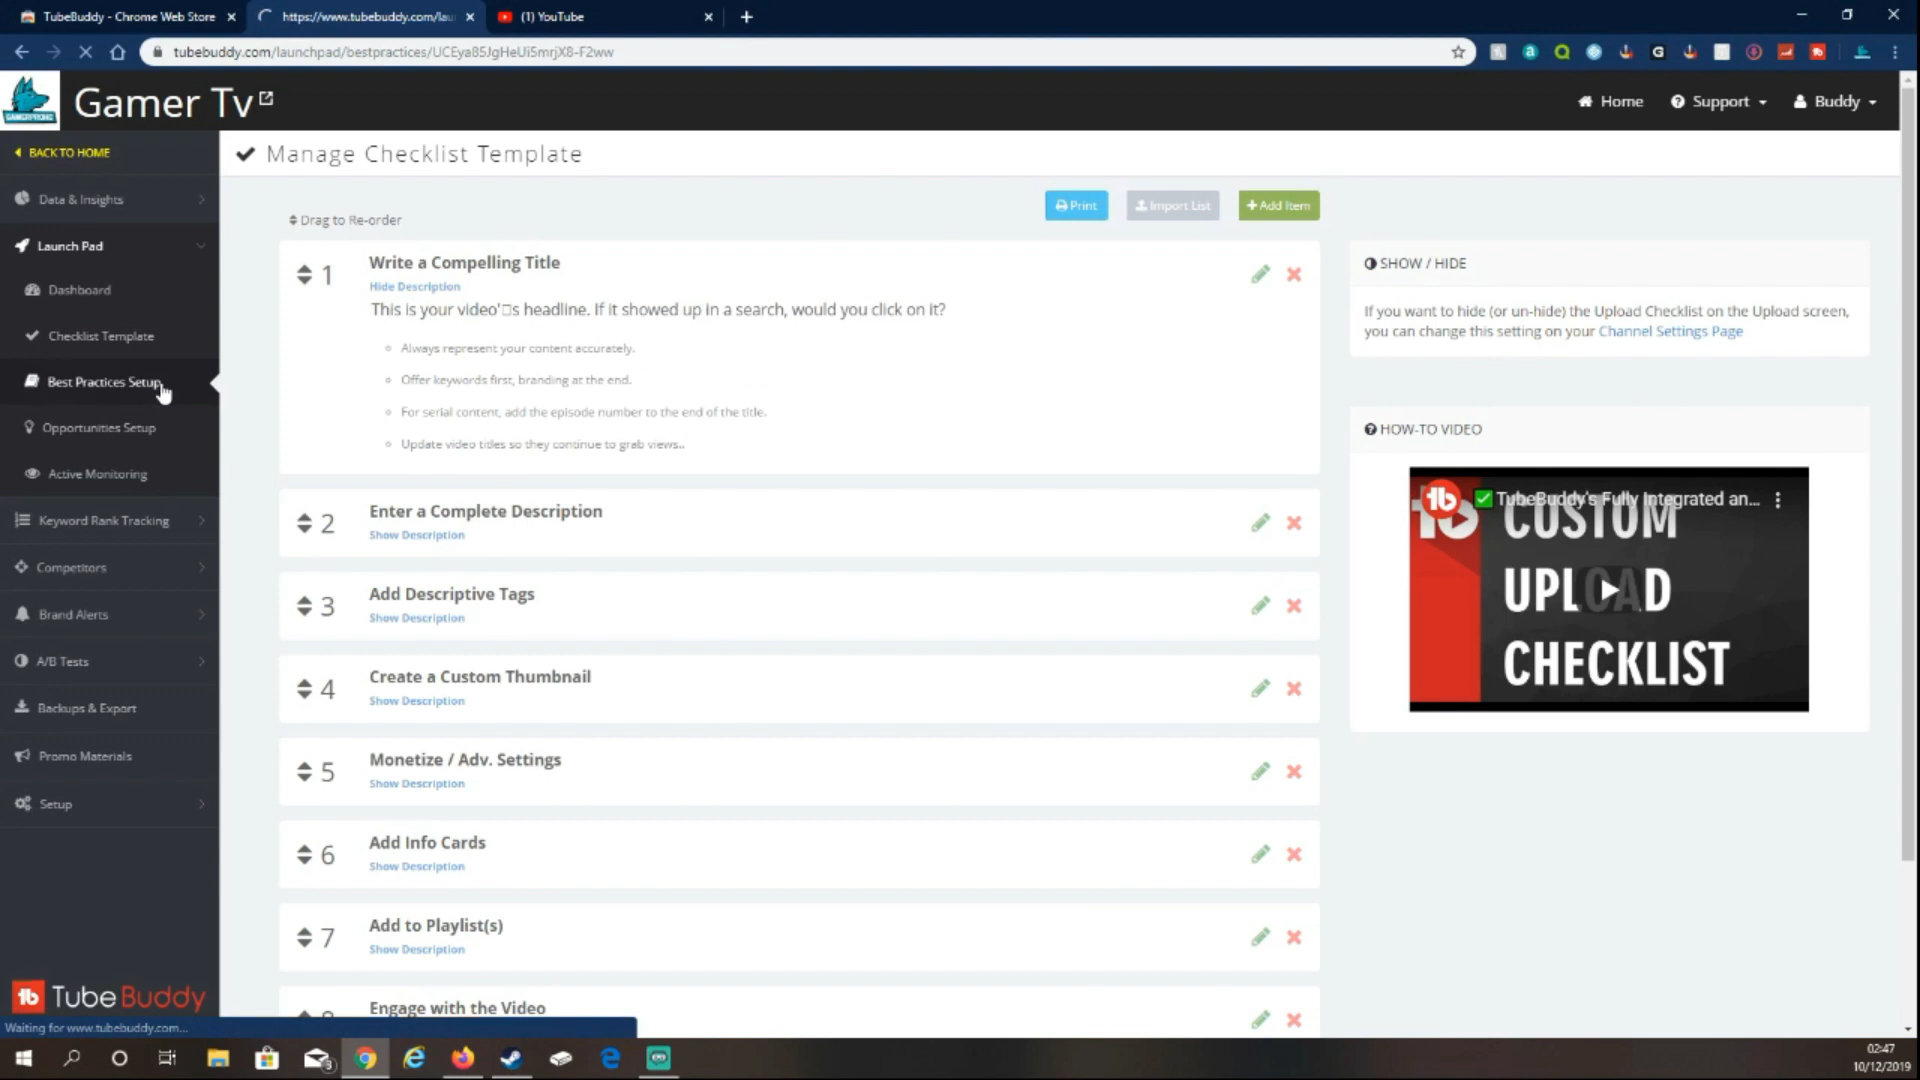 TubeBuddy - Chrome Web Store
https://www.tubebuddy.com/lau
(1) YouTube
tubebuddy.com/launchpad/bestpractices/UCEya85JgHeUi5mrjX8-F2ww
Gamer Tv
Home
Support
Buddy
BACK TO HOME
Data & Insights
Launch Pad
Dashboard
Checklist Template
Best Practices Setup
Opportunities Setup
Active Monitoring
Keyword Rank Tracking
Competitors
Brand Alerts
A/B Tests
Backups & Export
Promo Materials
Setup
TubeBuddy
Waiting for www.tubebuddy.com...
Manage Checklist Template
Drag to Re-order
Print
Import List
+ Add Item
1
Write a Compelling Title
Hide Description
This is your video'□s headline. If it showed up in a search, would you click on it?
Always represent your content accurately.
Offer keywords first, branding at the end.
For serial content, add the episode number to the end of the title.
Update video titles so they continue to grab views..
2
Enter a Complete Description
Show Description
3
Add Descriptive Tags
Show Description
4
Create a Custom Thumbnail
Show Description
5
Monetize / Adv. Settings
Show Description
6
Add Info Cards
Show Description
7
Add to Playlist(s)
Show Description
Engage with the Video
SHOW / HIDE
If you want to hide (or un-hide) the Upload Checklist on the Upload screen,
you can change this setting on your Channel Settings Page
HOW-TO VIDEO
TubeBuddy's Fully Integrated an...
CUSTOM
UPLOAD
CHECKLIST
02:47
10/12/2019